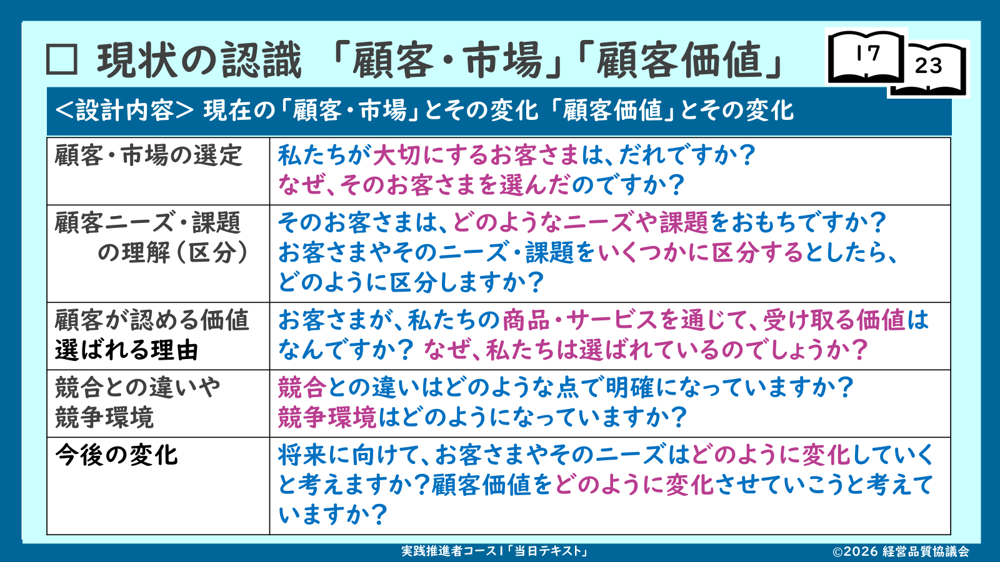 □ 現状の認識 「顧客・市場」「顧客価値」
17
23
＜設計内容＞ 現在の「顧客・市場」とその変化 「顧客価値」とその変化
顧客・市場の選定
私たちが大切にするお客さまは、だれですか？
なぜ、そのお客さまを選んだのですか？
顧客ニーズ・課題
の理解（区分）
そのお客さまは、どのようなニーズや課題をおもちですか？
お客さまやそのニーズ・課題をいくつかに区分するとしたら、
どのように区分しますか？
顧客が認める価値
選ばれる理由
お客さまが、私たちの商品・サービスを通じて、受け取る価値は
なんですか？ なぜ、私たちは選ばれているのでしょうか？
競合との違いや
競争環境
競合との違いはどのような点で明確になっていますか？
競争環境はどのようになっていますか？
今後の変化
将来に向けて、お客さまやそのニーズはどのように変化していく
と考えますか？顧客価値をどのように変化させていこうと考えて
いますか？
実践推進者コースⅠ「当日テキスト」
©2026 経営品質協議会